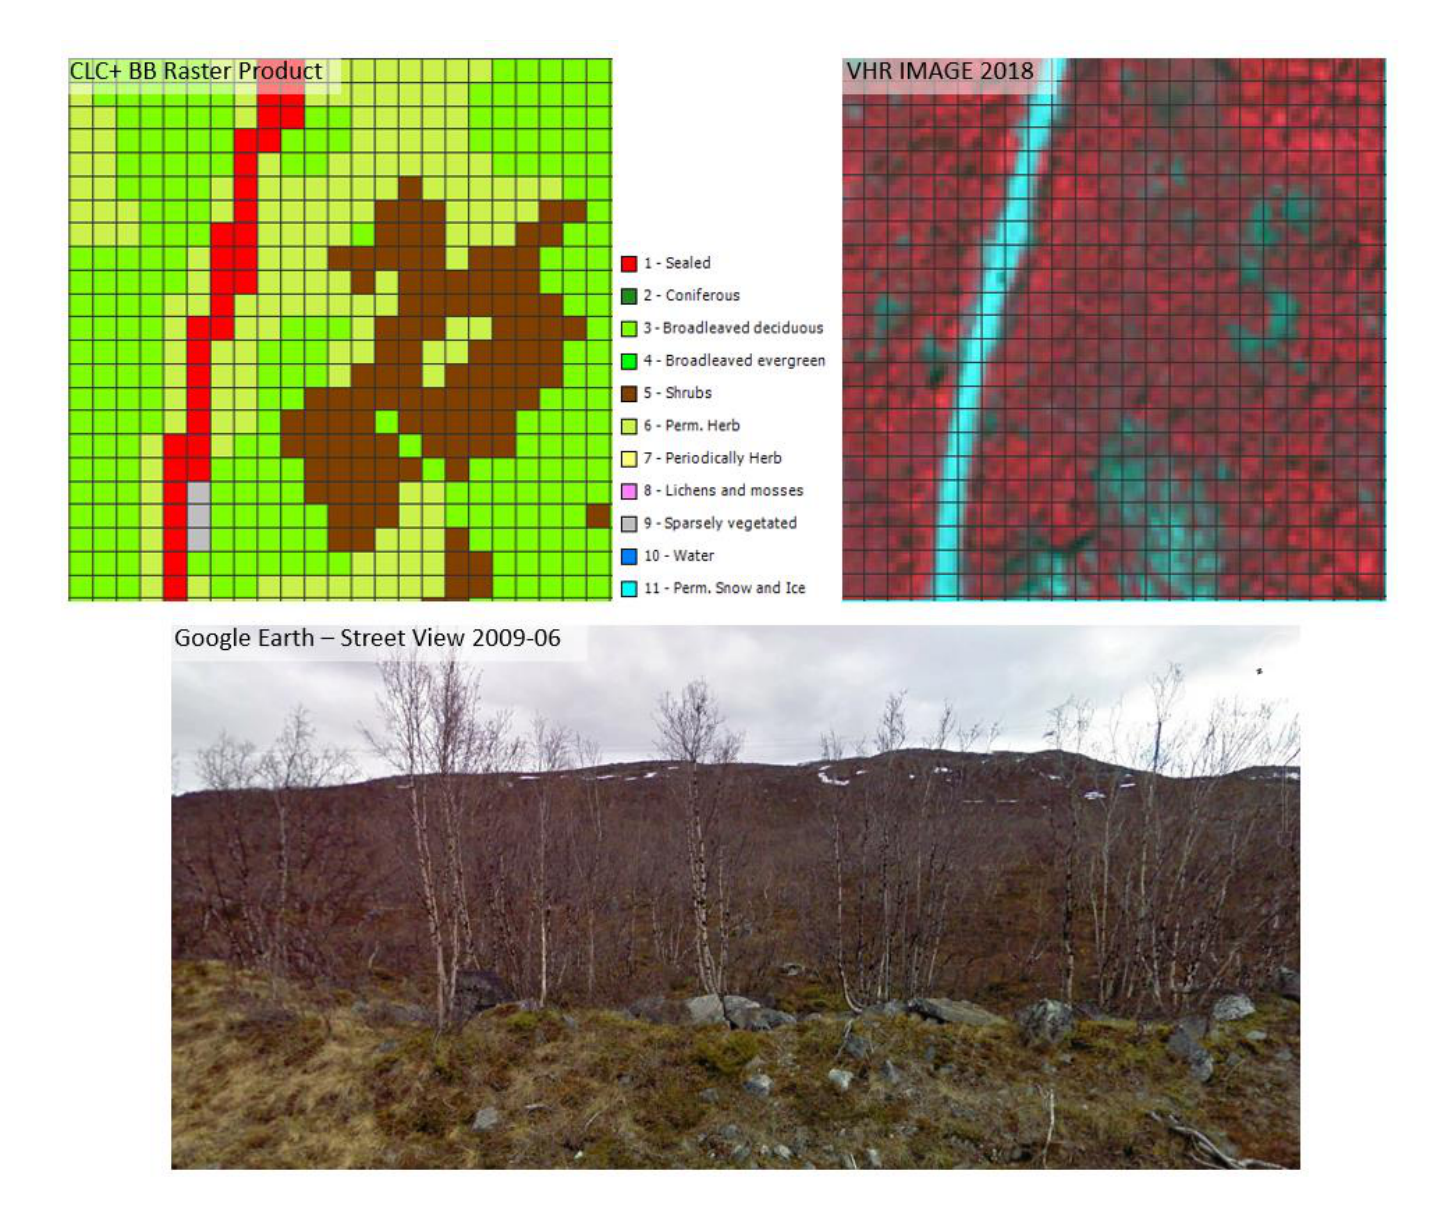 CLC+ BB Raster Product
VHR IMAGE 2018
1 - Sealed
2 - Coniferous
3 - Broadleaved deciduous
4 - Broadleaved evergreen
5 - Shrubs
6 - Perm. Herb
7 - Periodically Herb
8 - Lichens and mosses
9 - Sparsely vegetated
10 - Water
11 - Perm. Snow and Ice
Google Earth – Street View 2009-06